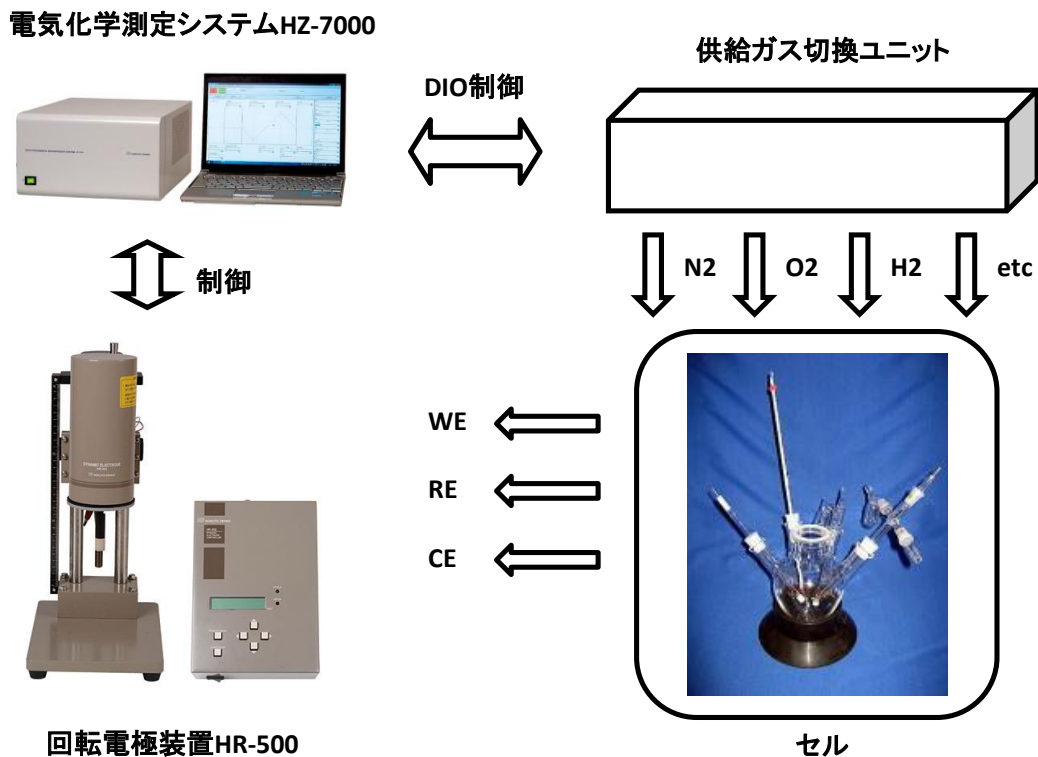 電気化学測定システムHZ-7000
供給ガス切換ユニット
DIO制御
N2
O2
H2
etc
制御
WE
RE
CE
回転電極装置HR-500
セル